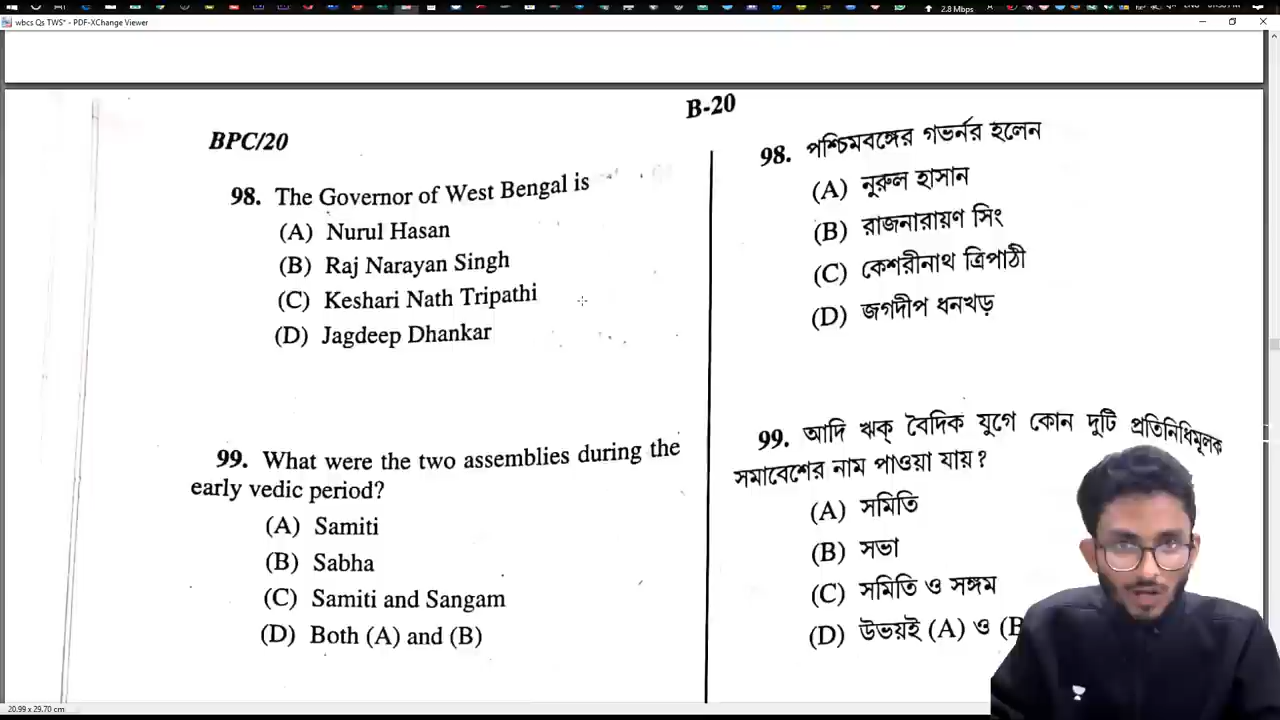 wbcs Qs TWS* - PDF-XChange Viewer
2.8 Mbps
B-20
BPC/20
98. The Governor of West Bengal is
(A) Nurul Hasan
(B) Raj Narayan Singh
(C) Keshari Nath Tripathi
(D) Jagdeep Dhankar
99. What were the two assemblies during the
early vedic period?
(A) Samiti
(B) Sabha
(C) Samiti and Sangam
(D) Both (A) and (B)
98. পশ্চিমবঙ্গের গভর্নর হলেন
(A) নুরুল হাসান
(B) রাজনারায়ণ সিং
(C) কেশরীনাথ ত্রিপাঠী
(D) জগদীপ ধনখড়
99. আদি ঋক্ বৈদিক যুগে কোন দুটি প্রতিনিধিমূলক
সমাবেশের নাম পাওয়া যায়?
(A) সমিতি
(B) সভা
(C) সমিতি ও সঙ্গম
(D) উভয়ই (A) ও (B
20.99 x 29.70 cm